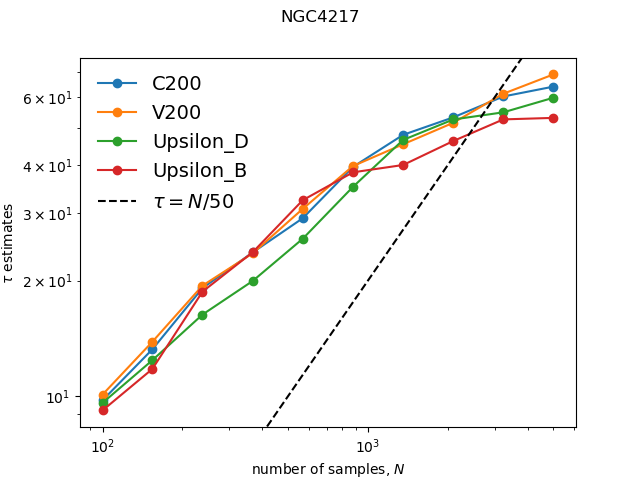 NGC4217
C200
V200
Upsilon_D
Upsilon_B
τ = N/50
τ estimates
6 × 10¹
4 × 10¹
3 × 10¹
2 × 10¹
10¹
10²
10³
number of samples, N